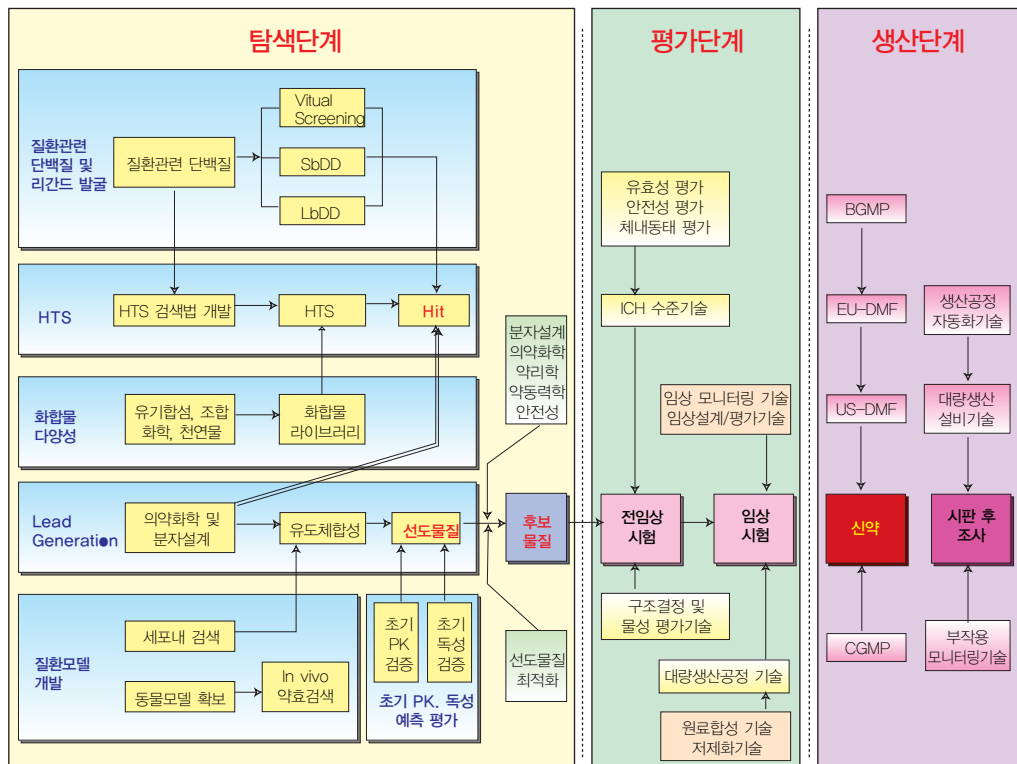 탐색단계
질환관련
단백질 및
리간드 발굴
질환관련 단백질
Vitual
Screening
SbDD
LbDD
HTS
HTS 검색법 개발
HTS
Hit
화합물
다양성
유기합성, 조합
화학, 천연물
화합물
라이브러리
Lead
Generation
의약화학 및
분자설계
유도체합성
선도물질
후보
물질
분자설계
의약화학
약리학
약동력학
안전성
선도물질
최적화
질환모델
개발
세포내 검색
동물모델 확보
In vivo
약효검색
초기
PK
검증
초기
독성
검증
초기 PK. 독성
예측 평가
평가단계
유효성 평가
안전성 평가
체내동태 평가
ICH 수준기술
임상 모니터링 기술
임상설계/평가기술
전임상
시험
임상
시험
구조결정 및
물성 평가기술
대량생산공정 기술
원료합성 기술
저제화기술
생산단계
BGMP
EU-DMF
US-DMF
신약
CGMP
생산공정
자동화기술
대량생산
설비기술
시판 후
조사
부작용
모니터링기술